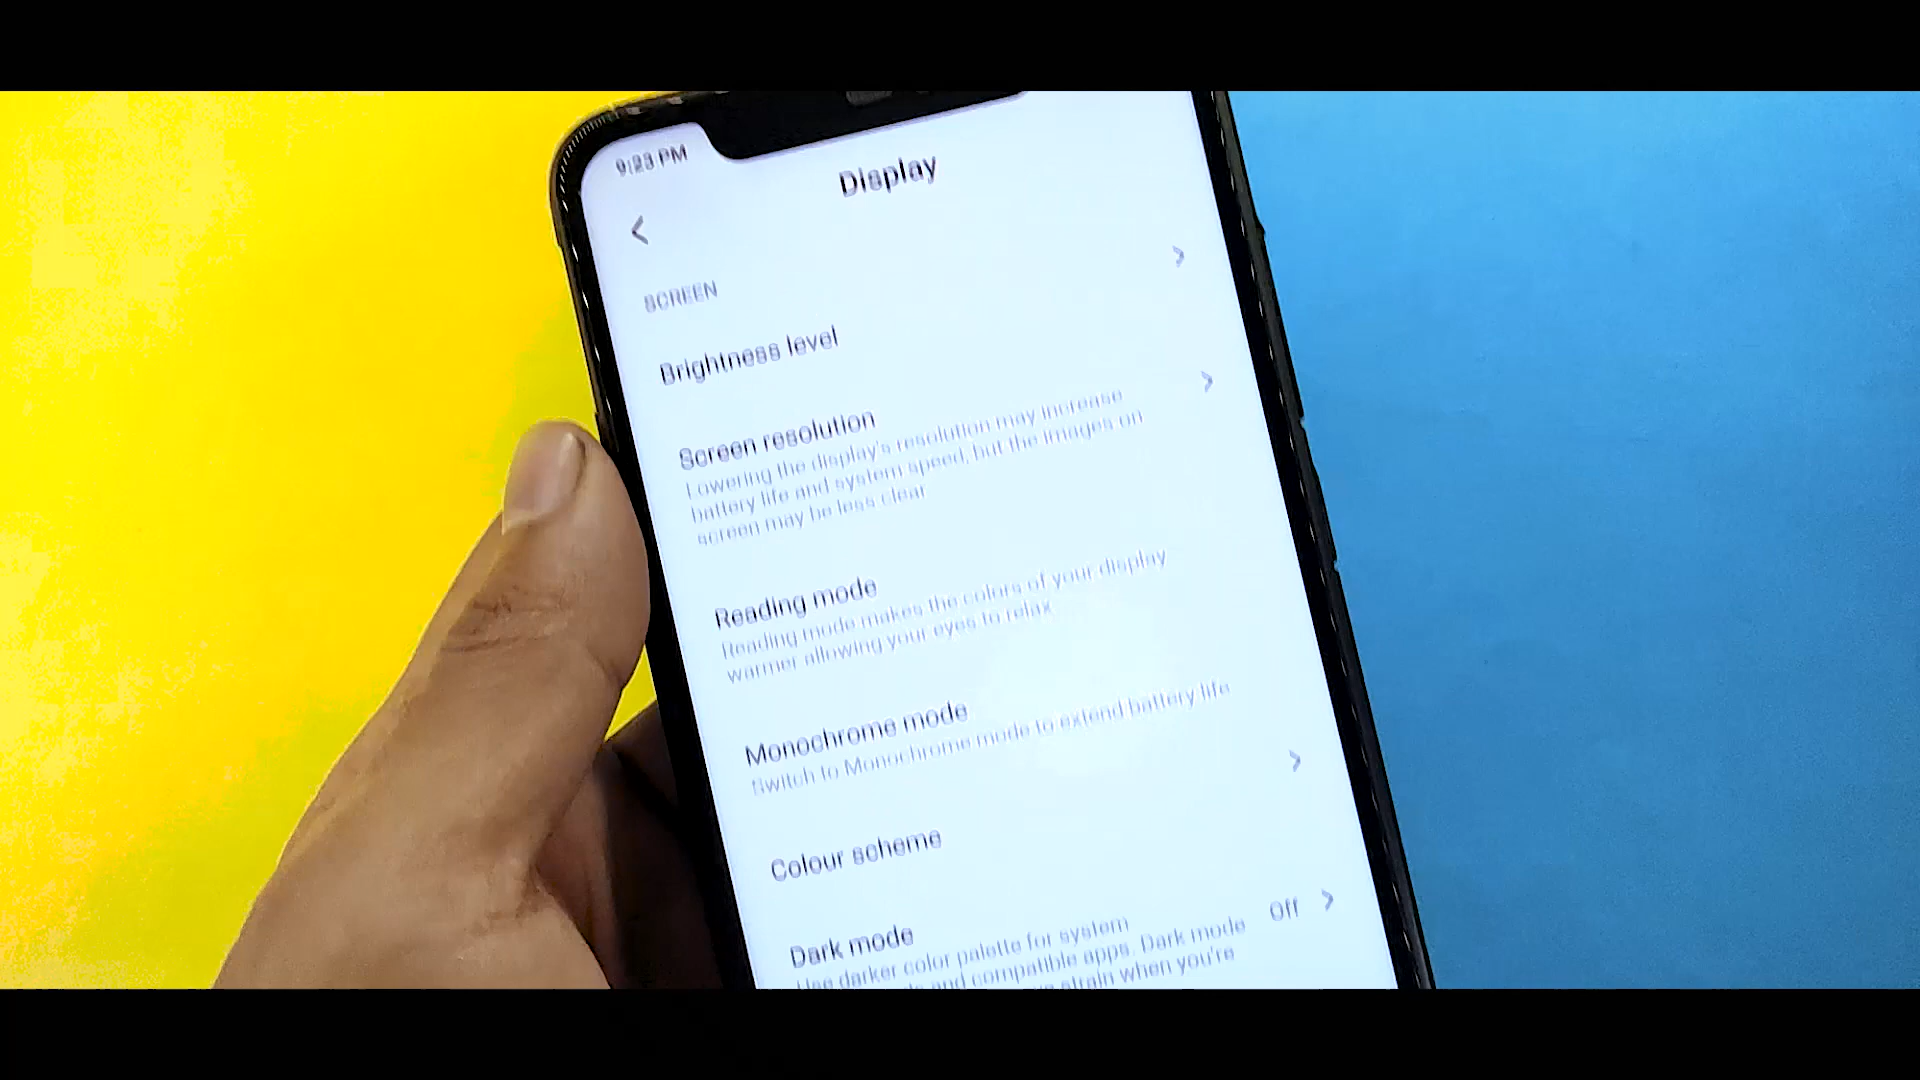 9:23 PM
Display
SCREEN
Brightness level
Screen resolution
Lowering the display's resolution may increase
battery life and system speed, but the images on
screen may be less clear
Reading mode
Reading mode makes the colors of your display
warmer allowing your eyes to relax
Monochrome mode
Switch to Monochrome mode to extend battery life
Colour scheme
Dark mode
Off
Use darker color palette for system
and compatible apps. Dark mode
strain when you're